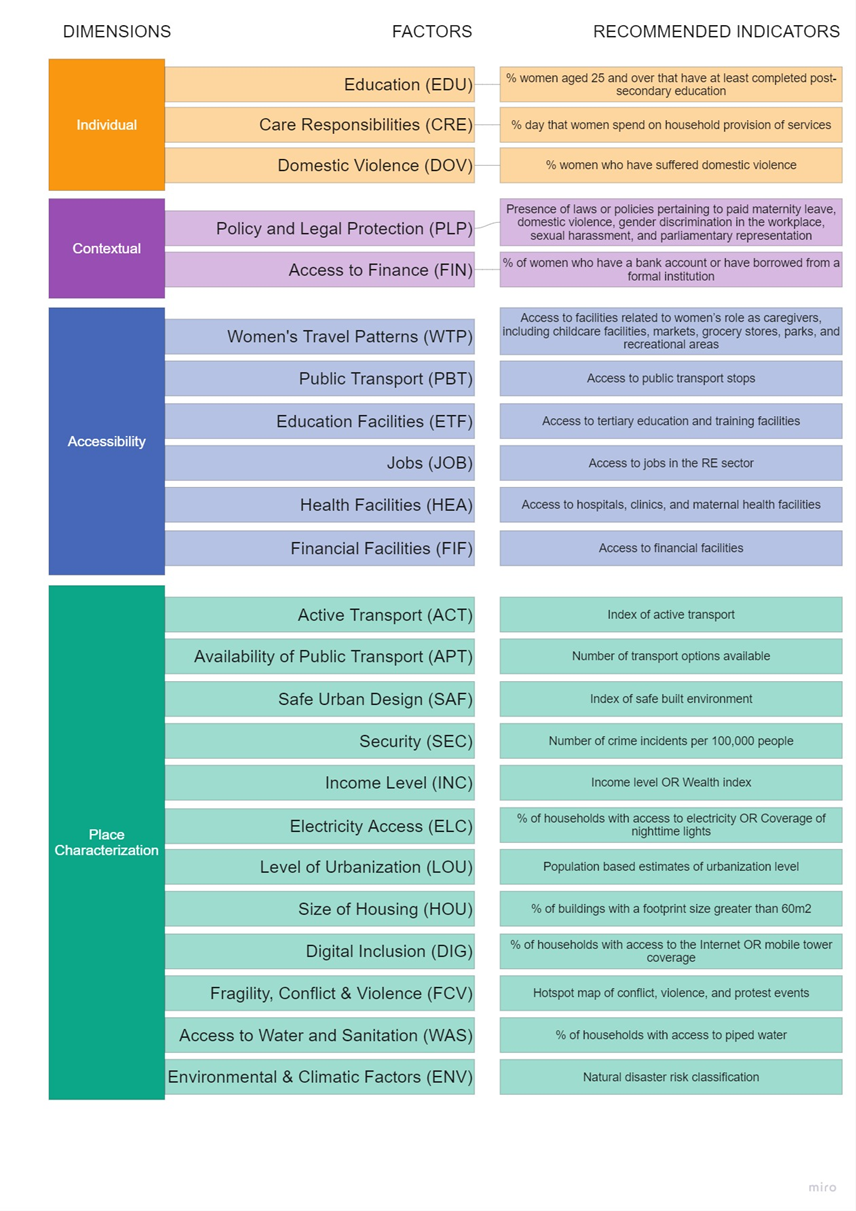 DIMENSIONS FACTORS RECOMMENDED INDICATORS
Individual
Education (EDU)
% women aged 25 and over that have at least completed post-
secondary education
Care Responsibilities (CRE)
% day that women spend on household provision of services
Domestic Violence (DOV)
% women who have suffered domestic violence
Contextual
Policy and Legal Protection (PLP)
Presence of laws or policies pertaining to paid maternity leave,
domestic violence, gender discrimination in the workplace,
sexual harassment, and parliamentary representation
Access to Finance (FIN)
% of women who have a bank account or have borrowed from a
formal institution
Accessibility
Women's Travel Patterns (WTP)
Access to facilities related to women’s role as caregivers,
including childcare facilities, markets, grocery stores, parks, and
recreational areas
Public Transport (PBT)
Access to public transport stops
Education Facilities (ETF)
Access to tertiary education and training facilities
Jobs (JOB)
Access to jobs in the RE sector
Health Facilities (HEA)
Access to hospitals, clinics, and maternal health facilities
Financial Facilities (FIF)
Access to financial facilities
Place
Characterization
Active Transport (ACT)
Index of active transport
Availability of Public Transport (APT)
Number of transport options available
Safe Urban Design (SAF)
Index of safe built environment
Security (SEC)
Number of crime incidents per 100,000 people
Income Level (INC)
Income level OR Wealth index
Electricity Access (ELC)
% of households with access to electricity OR Coverage of
nighttime lights
Level of Urbanization (LOU)
Population based estimates of urbanization level
Size of Housing (HOU)
% of buildings with a footprint size greater than 60m2
Digital Inclusion (DIG)
% of households with access to the Internet OR mobile tower
coverage
Fragility, Conflict & Violence (FCV)
Hotspot map of conflict, violence, and protest events
Access to Water and Sanitation (WAS)
% of households with access to piped water
Environmental & Climatic Factors (ENV)
Natural disaster risk classification
miro